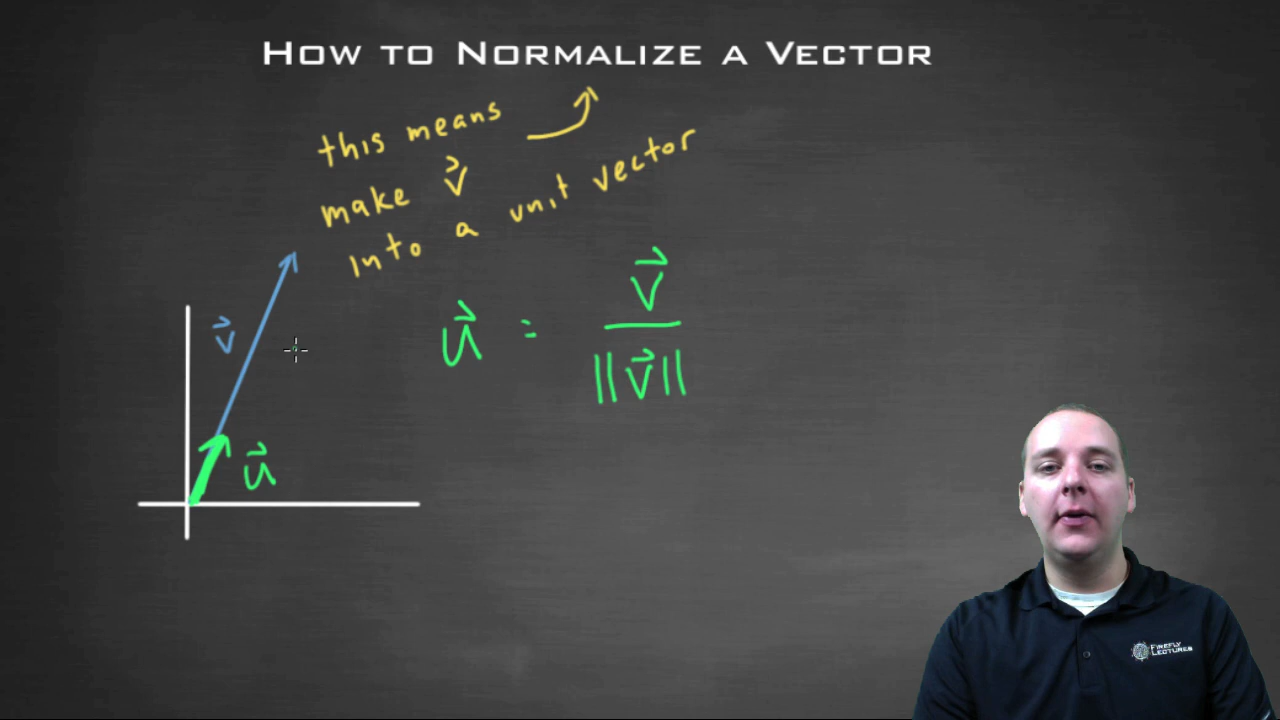 HOW TO NORMALIZE A VECTOR
this means
make v⃗
into a unit vector
v⃗
u⃗ = v⃗ / ||v⃗||
u⃗
FIREFLY
LECTURES